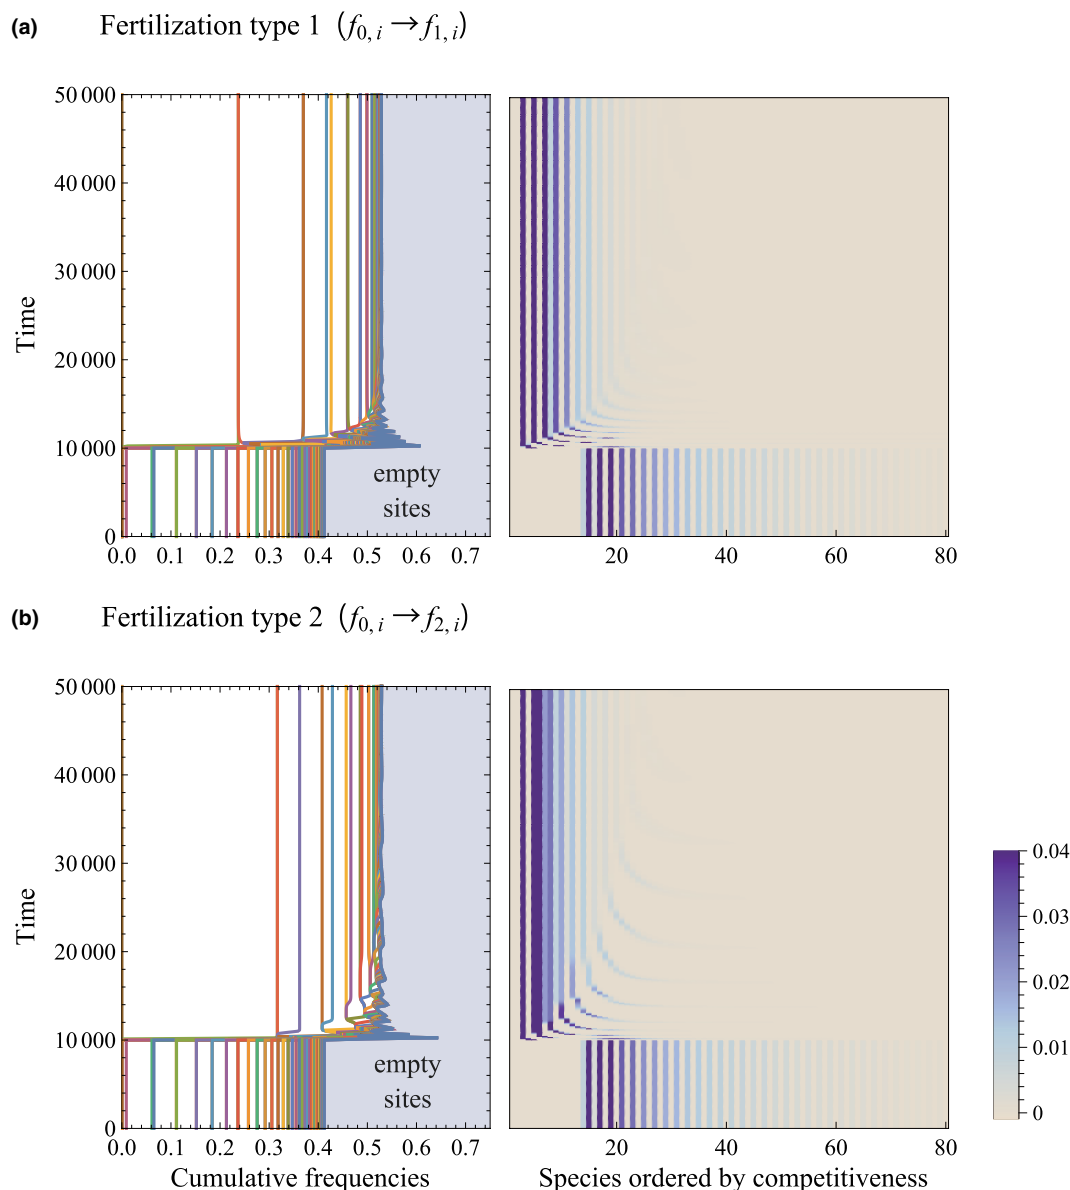 (a) Fertilization type 1 (f0,i → f1,i)
50 000
40 000
30 000
20 000
10 000
0
Time
empty
sites
0.0 0.1 0.2 0.3 0.4 0.5 0.6 0.7
20 40 60 80
(b) Fertilization type 2 (f0,i → f2,i)
50 000
40 000
30 000
20 000
10 000
0
Time
empty
sites
0.0 0.1 0.2 0.3 0.4 0.5 0.6 0.7
Cumulative frequencies
20 40 60 80
Species ordered by competitiveness
0.04
0.03
0.02
0.01
0